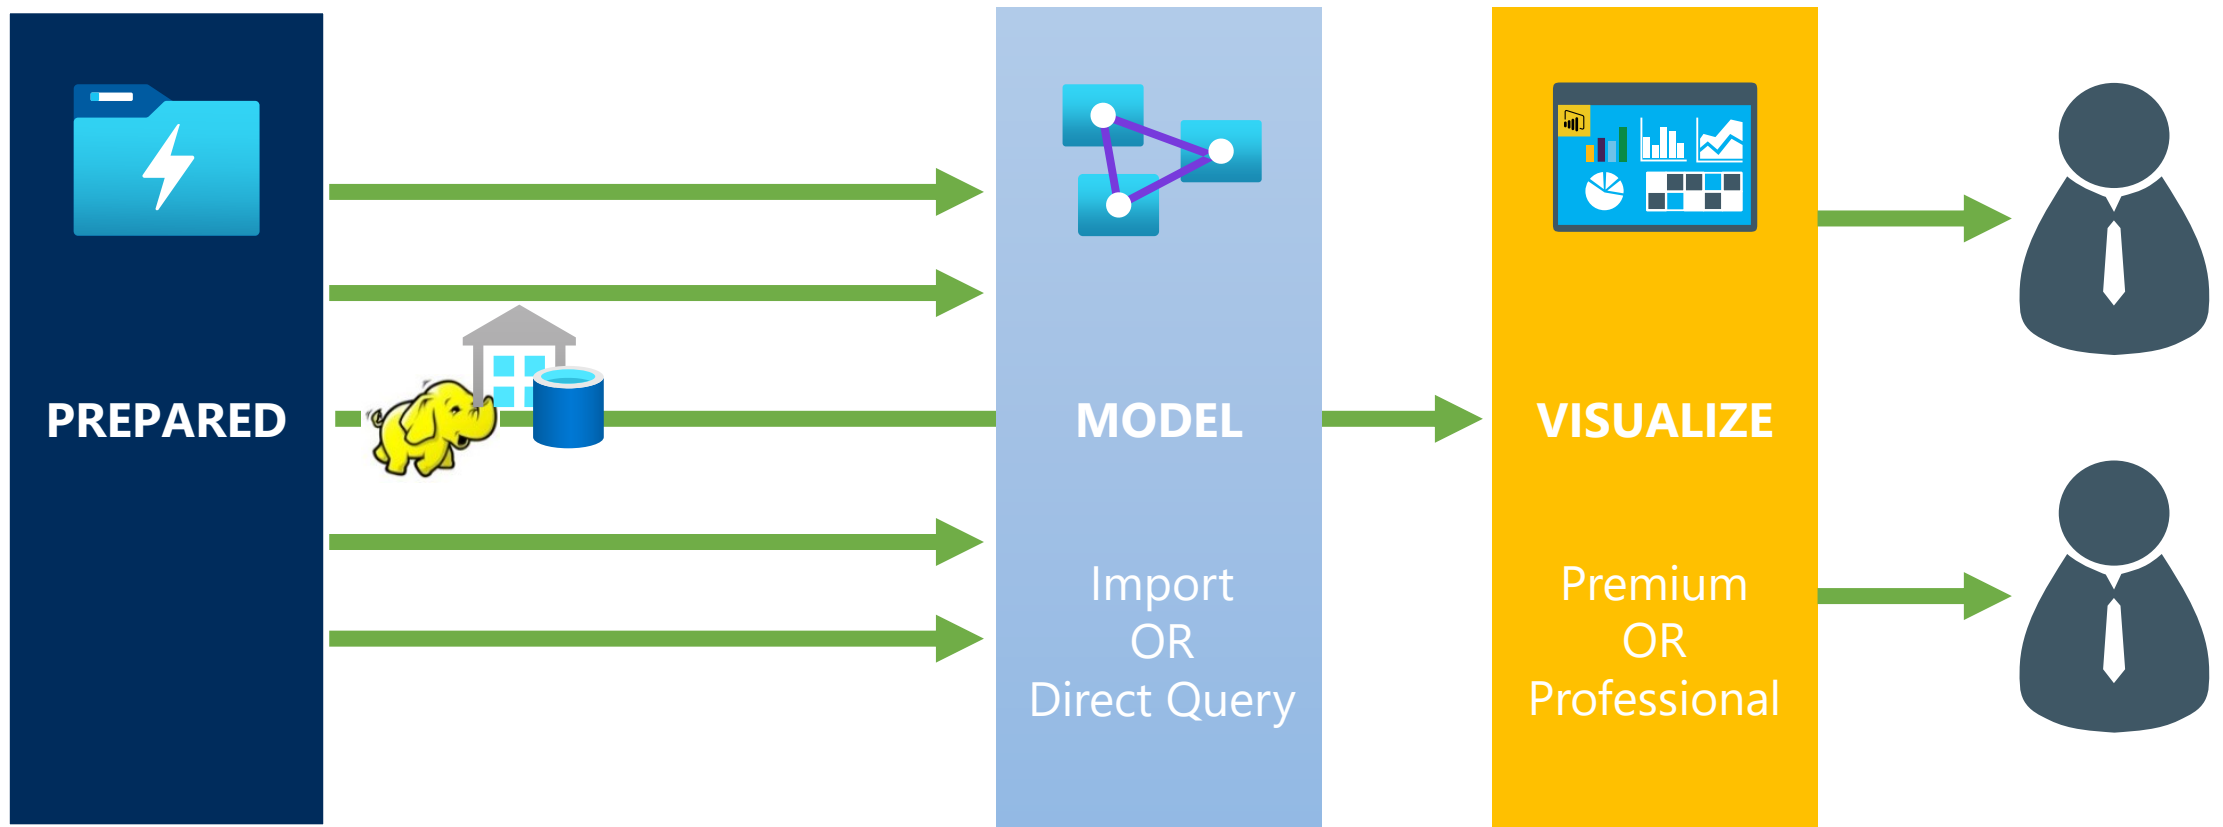 PREPARED
MODEL
Import
OR
Direct Query
VISUALIZE
Premium
OR
Professional